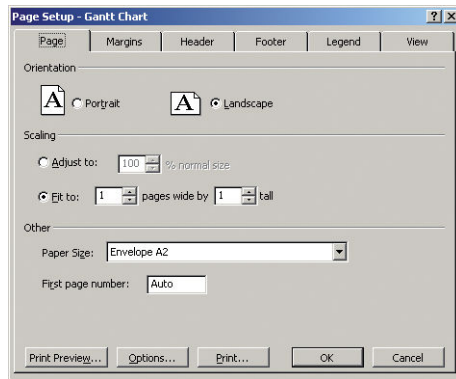 Page Setup - Gantt Chart
Page Margins Header Footer Legend View
Orientation
A Portrait A Landscape
Scaling
Adjust to: 100 % normal size
Fit to: 1 pages wide by 1 tall
Other
Paper Size: Envelope A2
First page number: Auto
Print Preview... Options... Print... OK Cancel